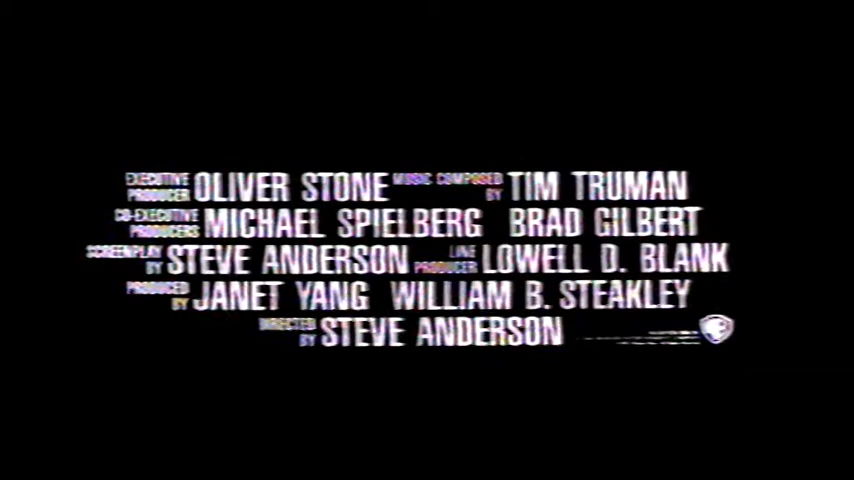 EXECUTIVE PRODUCER OLIVER STONE MUSIC COMPOSED BY TIM TRUMAN
CO-EXECUTIVE PRODUCERS MICHAEL SPIELBERG BRAD GILBERT
SCREENPLAY BY STEVE ANDERSON LINE PRODUCER LOWELL D. BLANK
PRODUCED BY JANET YANG WILLIAM B. STEAKLEY
DIRECTED BY STEVE ANDERSON